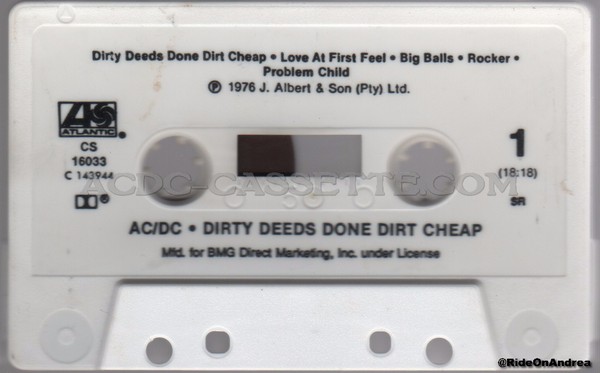 Dirty Deeds Done Dirt Cheap • Love At First Feel • Big Balls • Rocker •
Problem Child
℗ 1976 J. Albert & Son (Pty) Ltd.
ATLANTIC®
CS
16033
C 143944
1
(18:18)
SR
ACDC-CASSETTE.COM
AC/DC • DIRTY DEEDS DONE DIRT CHEAP
Mfd. for BMG Direct Marketing, Inc. under License
@RideOnAndrea